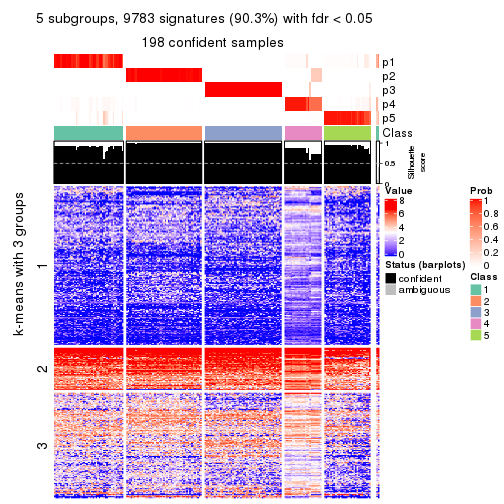 5 subgroups, 9783 signatures (90.3%) with fdr < 0.05
198 confident samples
p1
p2
p3
p4
p5
Class
1
0.5
0
Silhouette
score
k-means with 3 groups
1
2
3
Value
8
6
4
2
0
Status (barplots)
confident
ambiguous
Prob
1
0.8
0.6
0.4
0.2
0
Class
1
2
3
4
5